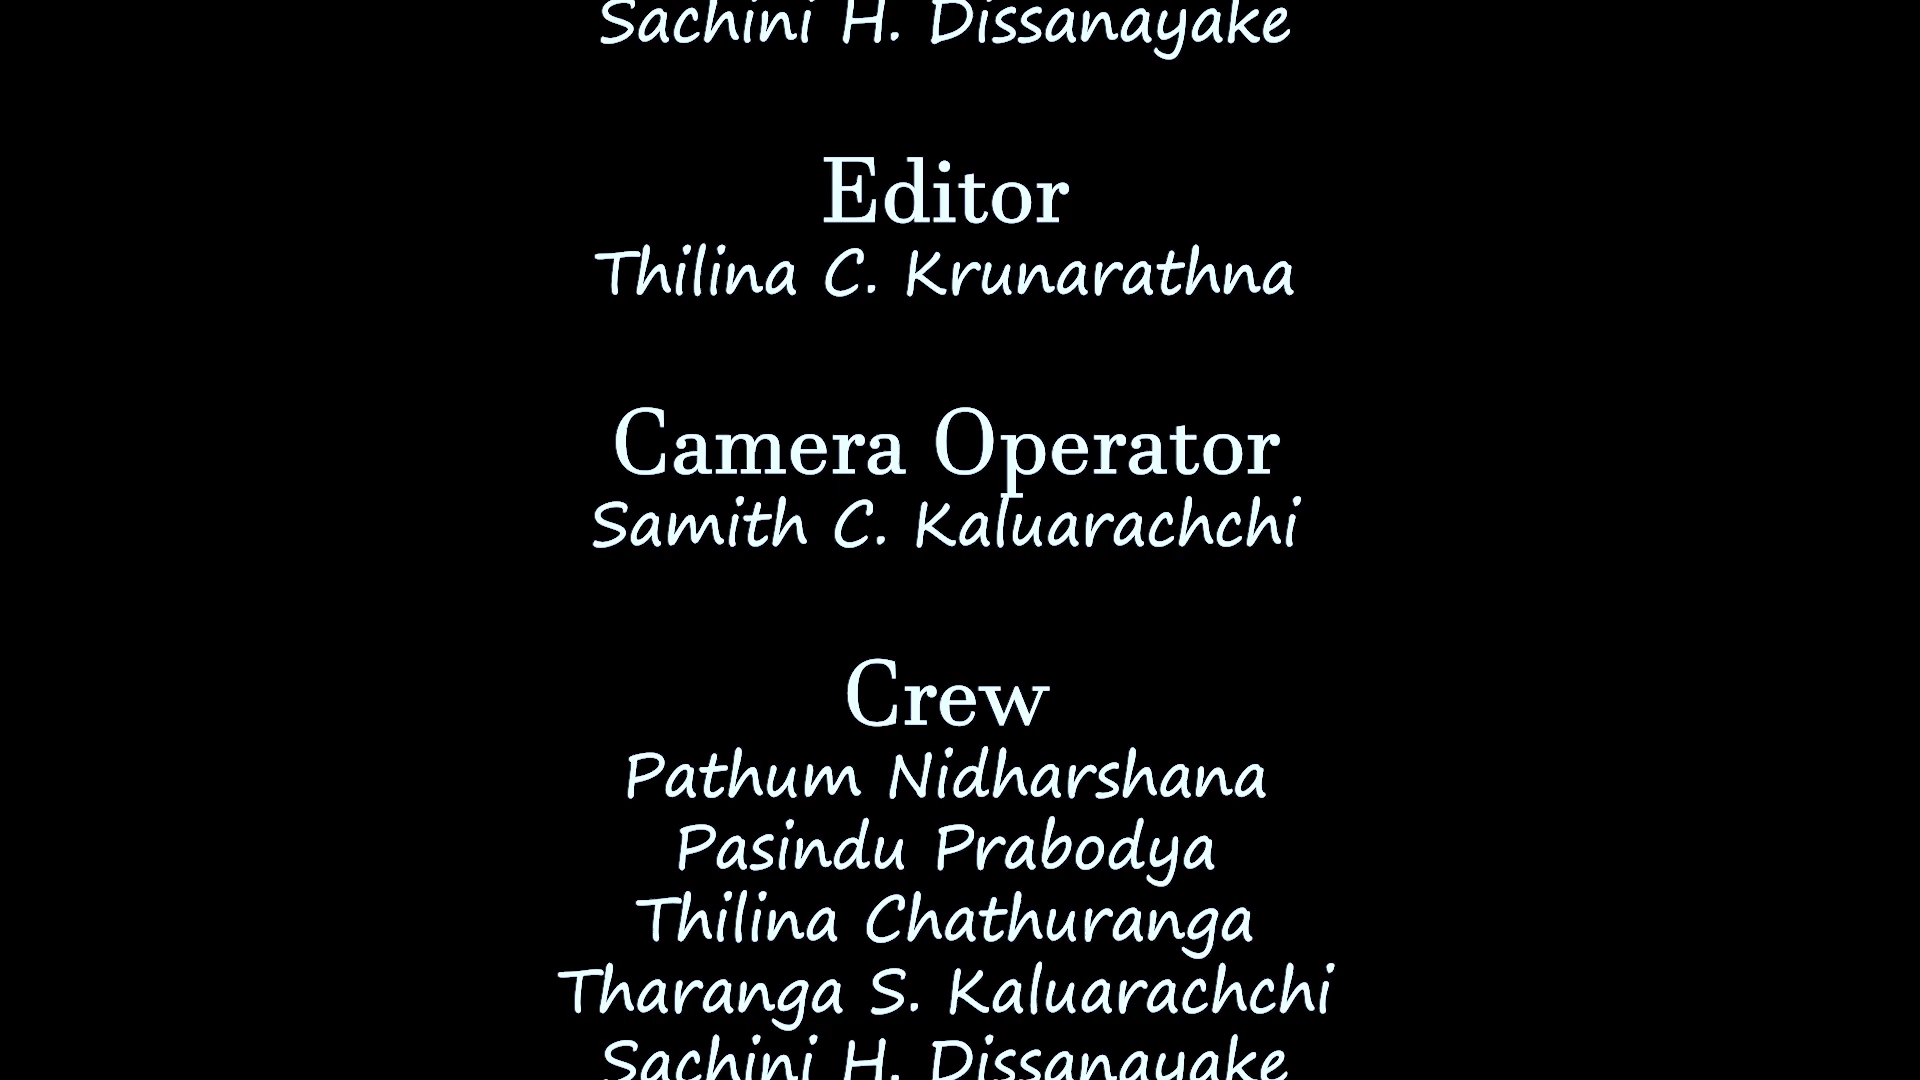 Sachini H. Dissanayake
Editor
Thilina C. Krunarathna
Camera Operator
Samith C. Kaluarachchi
Crew
Pathum Nidharshana
Pasindu Prabodya
Thilina Chathuranga
Tharanga S. Kaluarachchi
Sachini H. Dissanayake